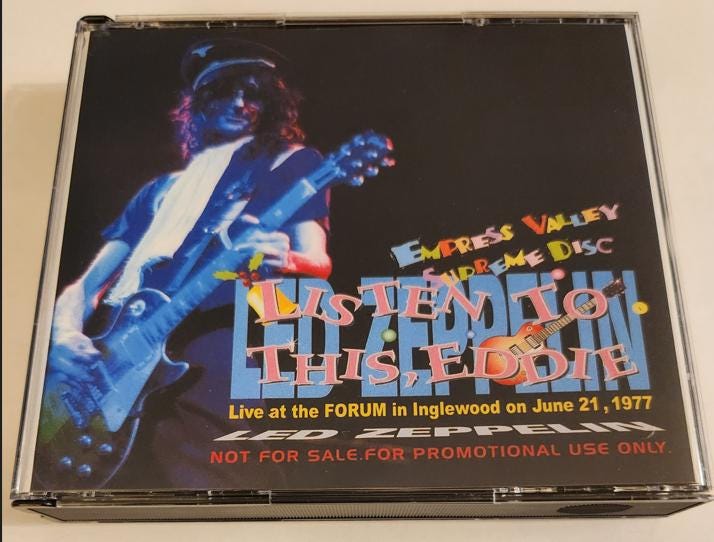 EMPRESS VALLEY
SUPREME DISC
LED ZEPPELIN
LISTEN TO
THIS, EDDIE
Live at the FORUM in Inglewood on June 21, 1977
LED ZEPPELIN
NOT FOR SALE.FOR PROMOTIONAL USE ONLY.